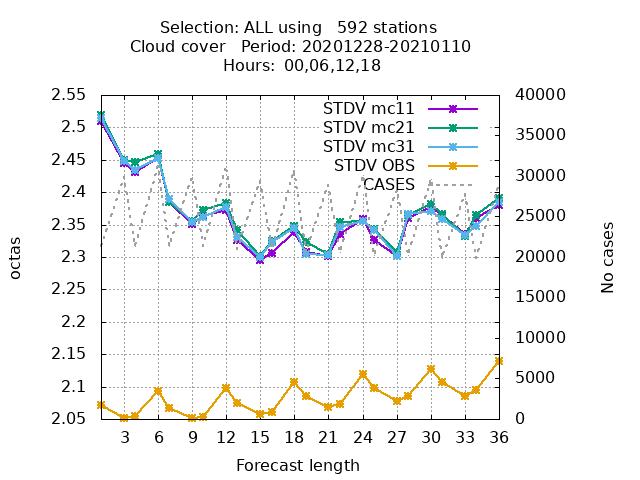 Selection: ALL using   592 stations
Cloud cover   Period: 20201228-20210110
Hours: 00,06,12,18
STDV mc11
STDV mc21
STDV mc31
STDV OBS
CASES
2.55
2.5
2.45
2.4
2.35
2.3
2.25
2.2
2.15
2.1
2.05
octas
40000
35000
30000
25000
20000
15000
10000
5000
0
No cases
3 6 9 12 15 18 21 24 27 30 33 36
Forecast length